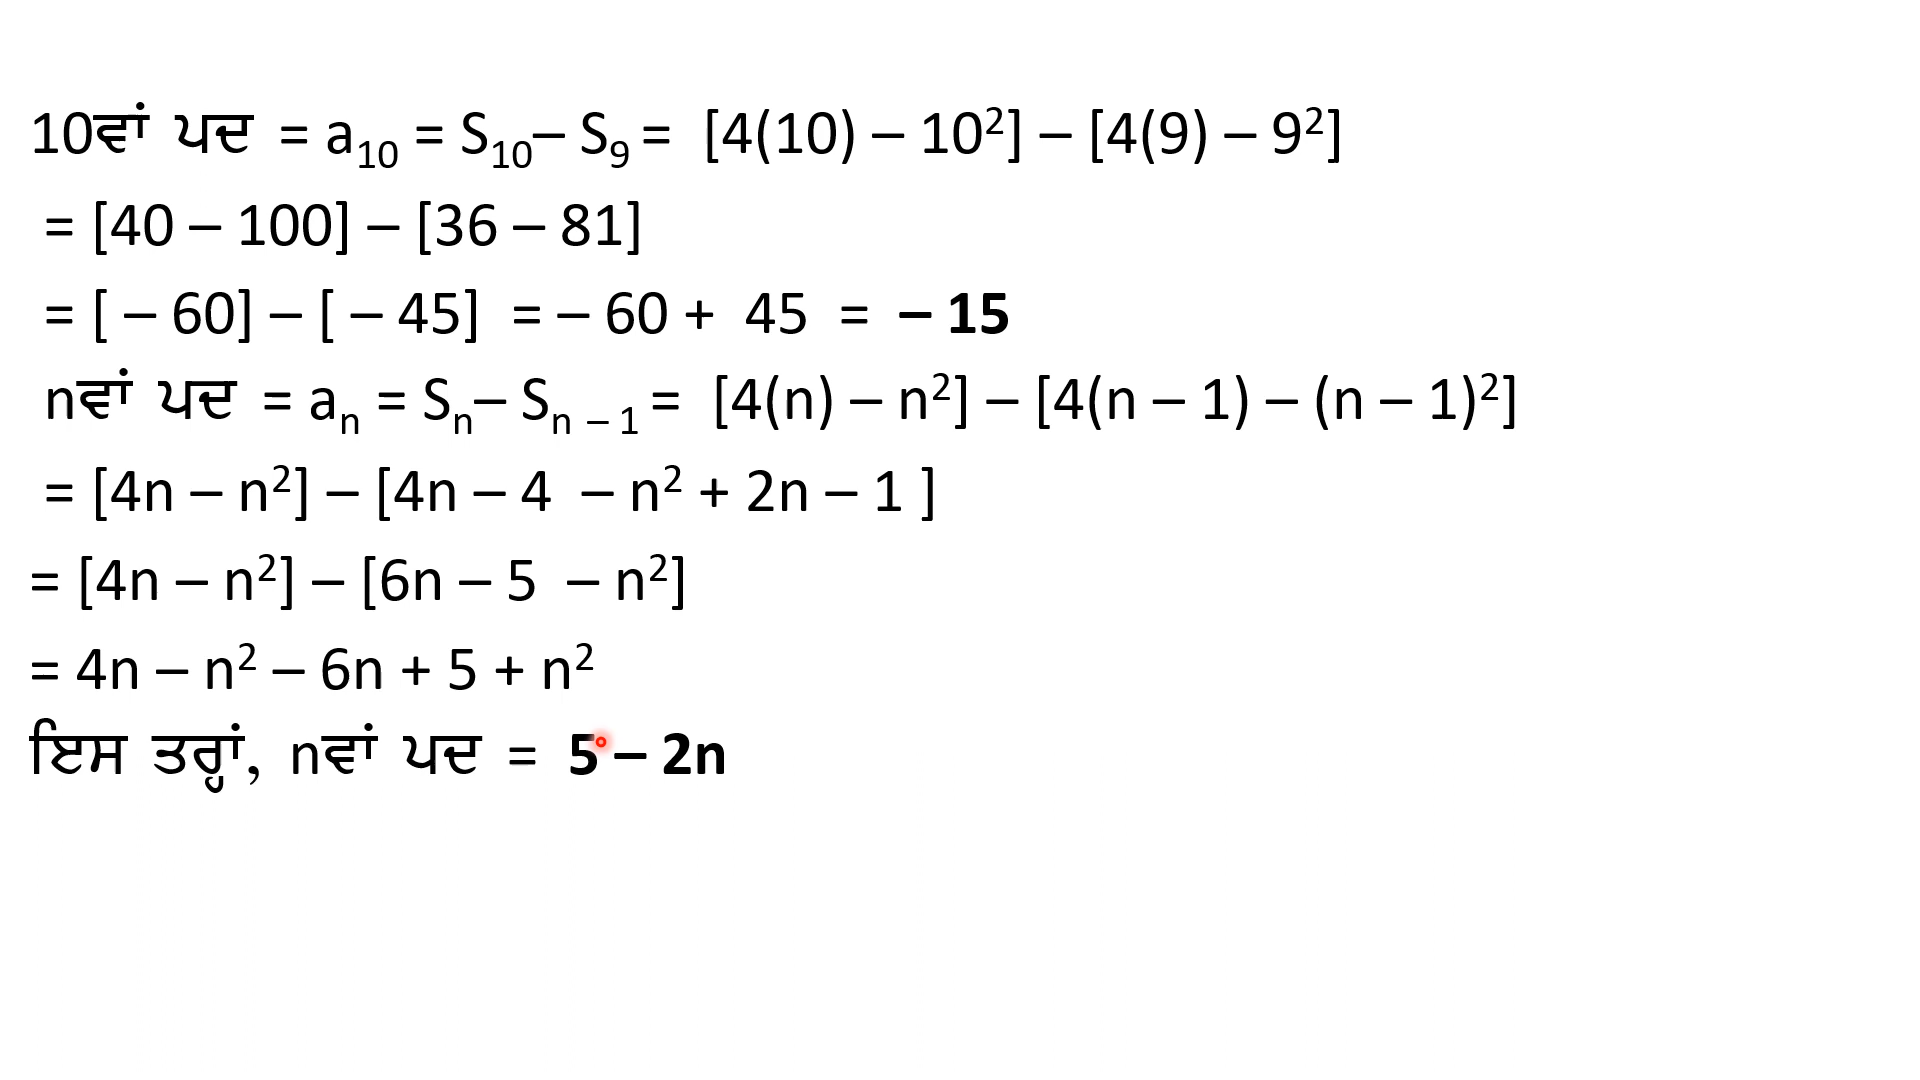 10ਵਾਂ ਪਦ = a₁₀ = S₁₀– S₉ = [4(10) – 10²] – [4(9) – 9²]
= [40 – 100] – [36 – 81]
= [ – 60] – [ – 45] = – 60 + 45 = – 15
nਵਾਂ ਪਦ = aₙ = Sₙ– Sₙ ₋ ₁ = [4(n) – n²] – [4(n – 1) – (n – 1)²]
= [4n – n²] – [4n – 4 – n² + 2n – 1 ]
= [4n – n²] – [6n – 5 – n²]
= 4n – n² – 6n + 5 + n²
ਇਸ ਤਰ੍ਹਾਂ, nਵਾਂ ਪਦ = 5 – 2n